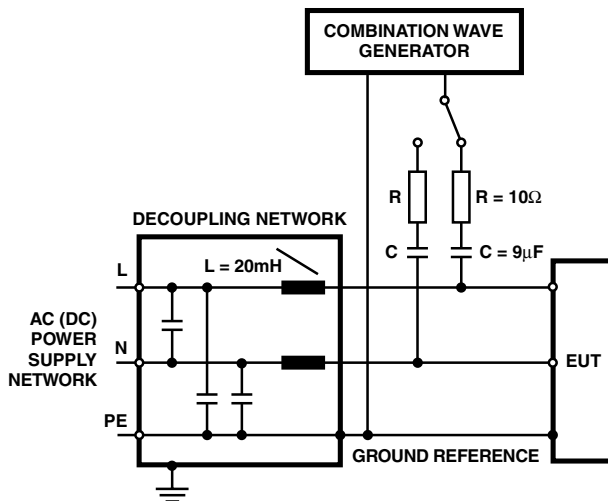 COMBINATION WAVE
GENERATOR
R
R = 10Ω
DECOUPLING NETWORK
L
L = 20mH
C
C = 9μF
AC (DC)
POWER
SUPPLY
NETWORK
N
EUT
PE
GROUND REFERENCE